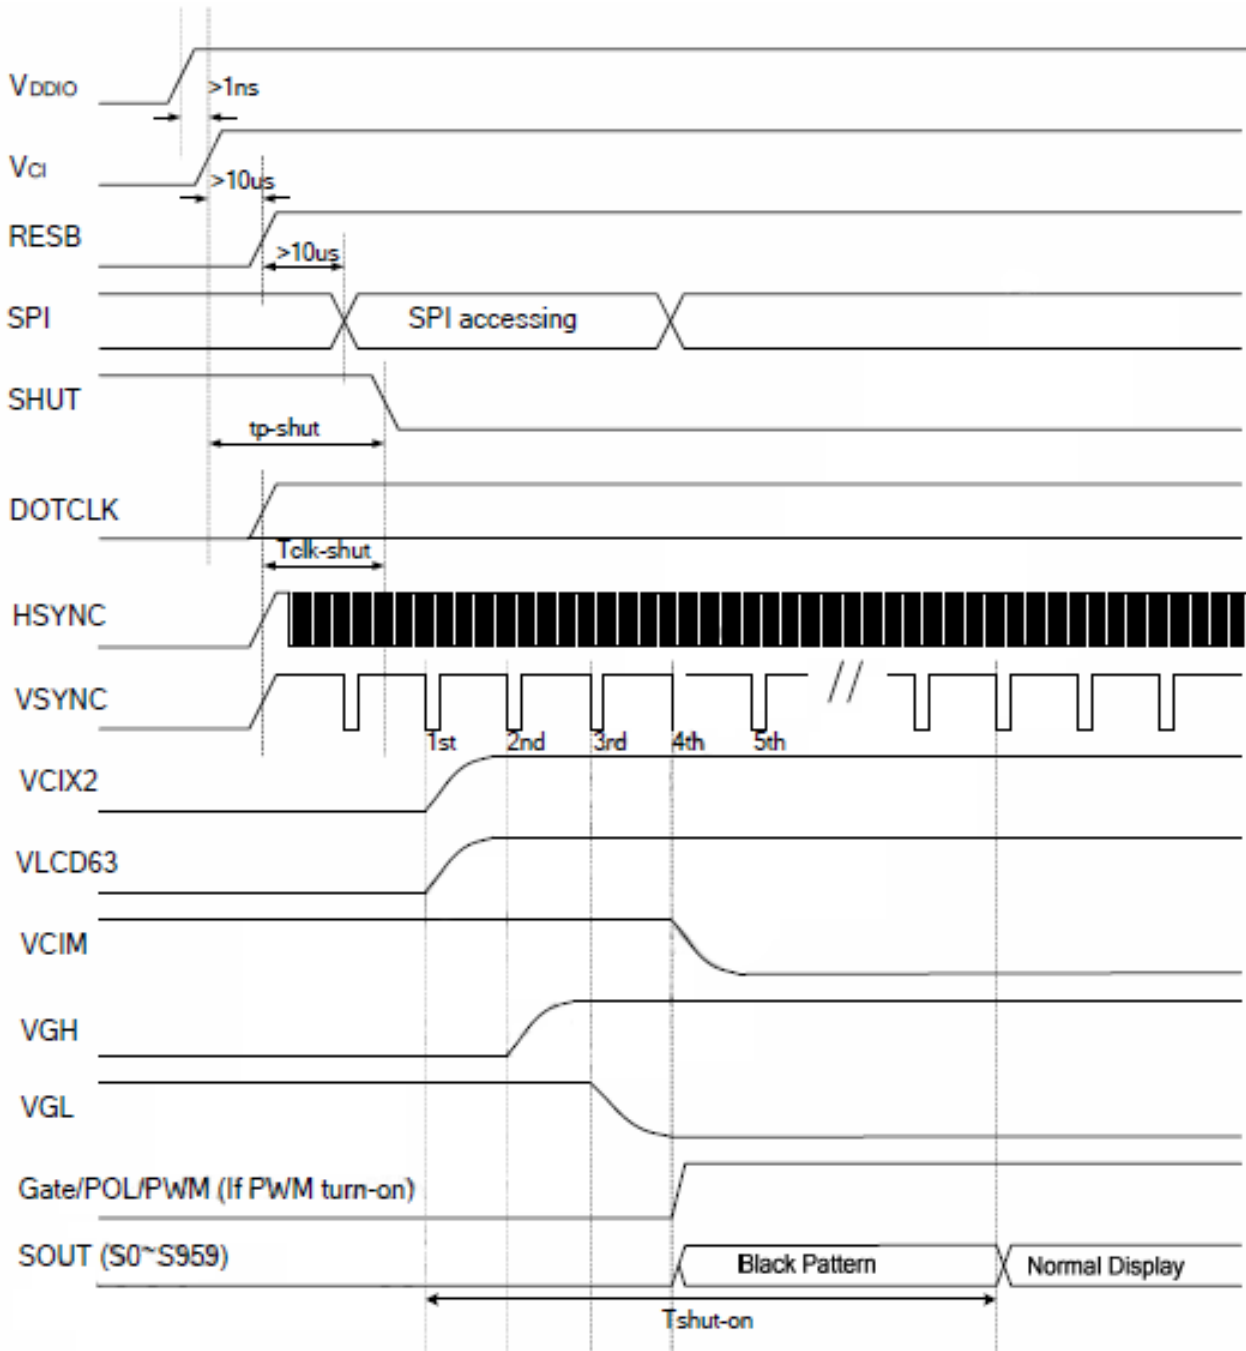 VDDIO
>1ns
VCI
>10us
RESB
>10us
SPI
SPI accessing
SHUT
tp-shut
DOTCLK
Tclk-shut
HSYNC
VSYNC
//
1st 2nd 3rd 4th 5th
VCIX2
VLCD63
VCIM
VGH
VGL
Gate/POL/PWM (If PWM turn-on)
SOUT (S0~S959)
Black Pattern
Normal Display
Tshut-on